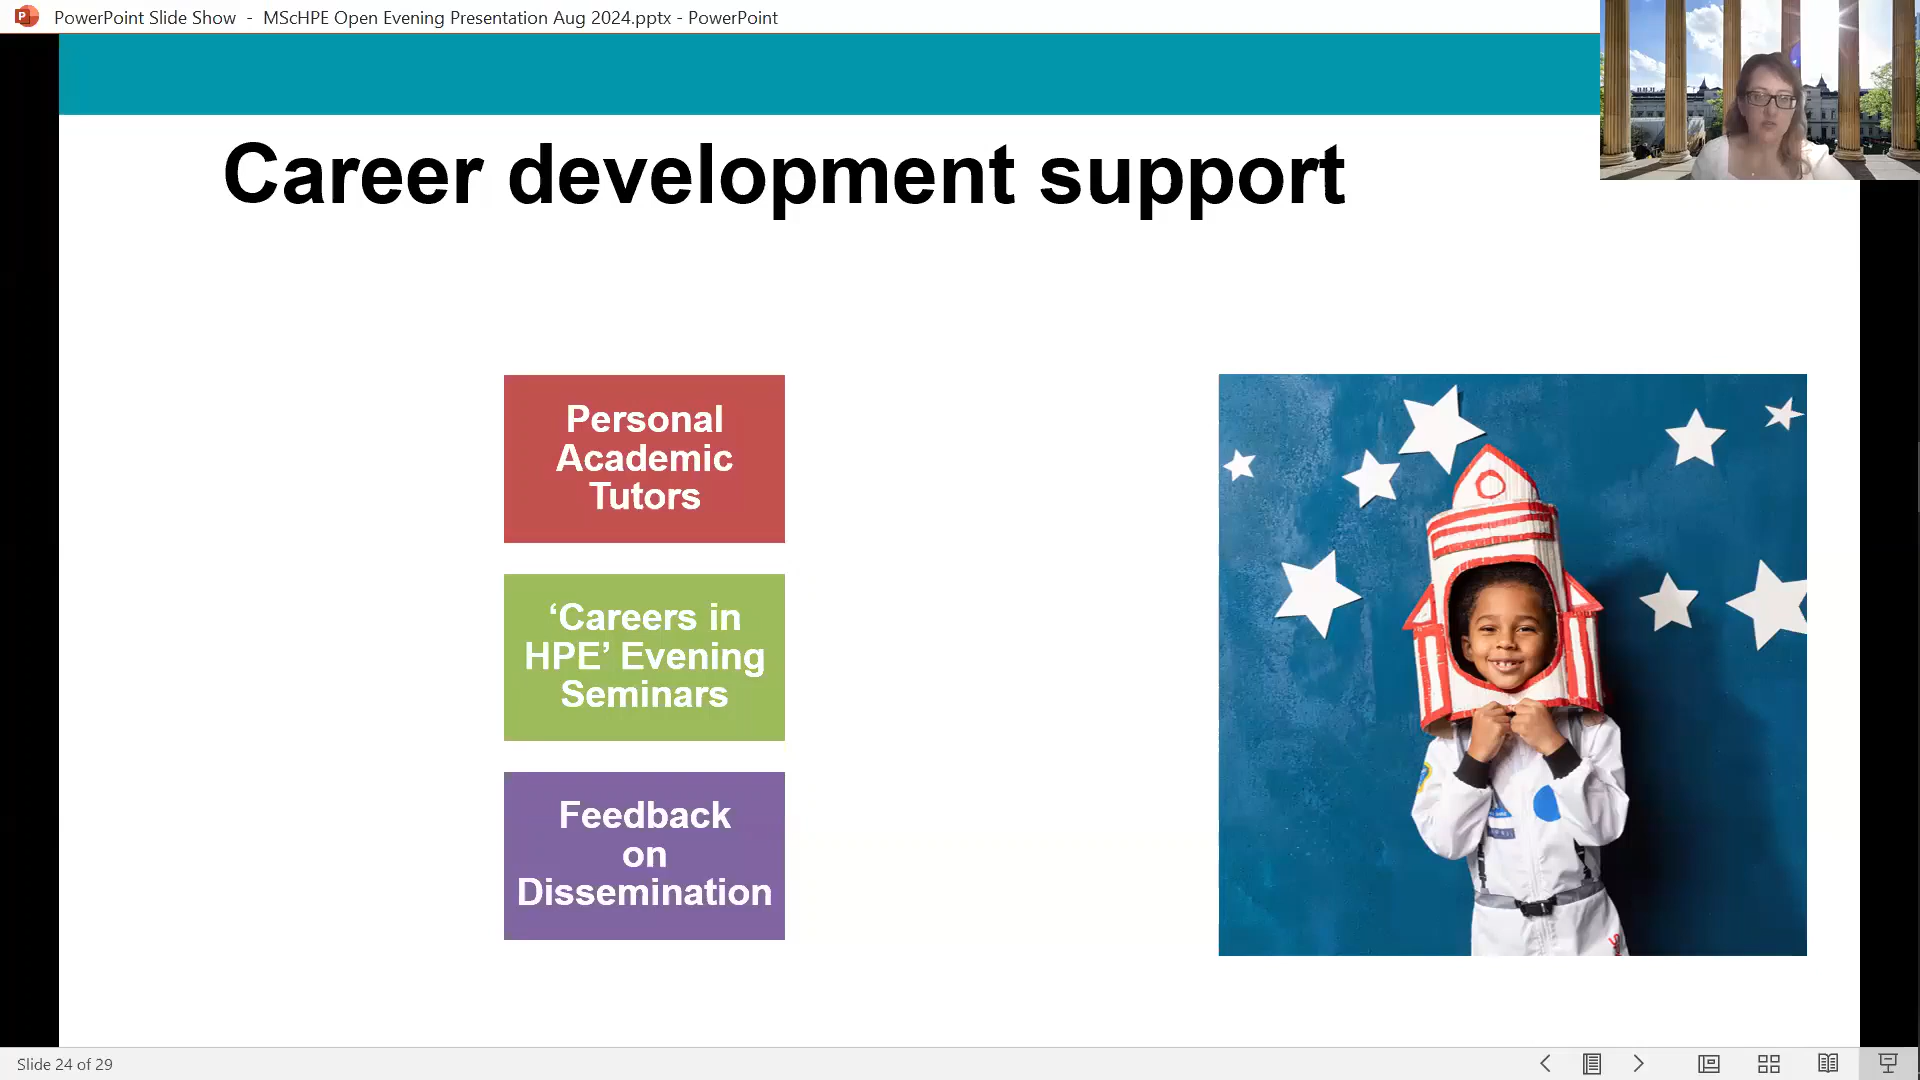 PowerPoint Slide Show - MScHPE Open Evening Presentation Aug 2024.pptx - PowerPoint
Career development support
Personal
Academic
Tutors
‘Careers in
HPE’ Evening
Seminars
Feedback
on
Dissemination
Slide 24 of 29